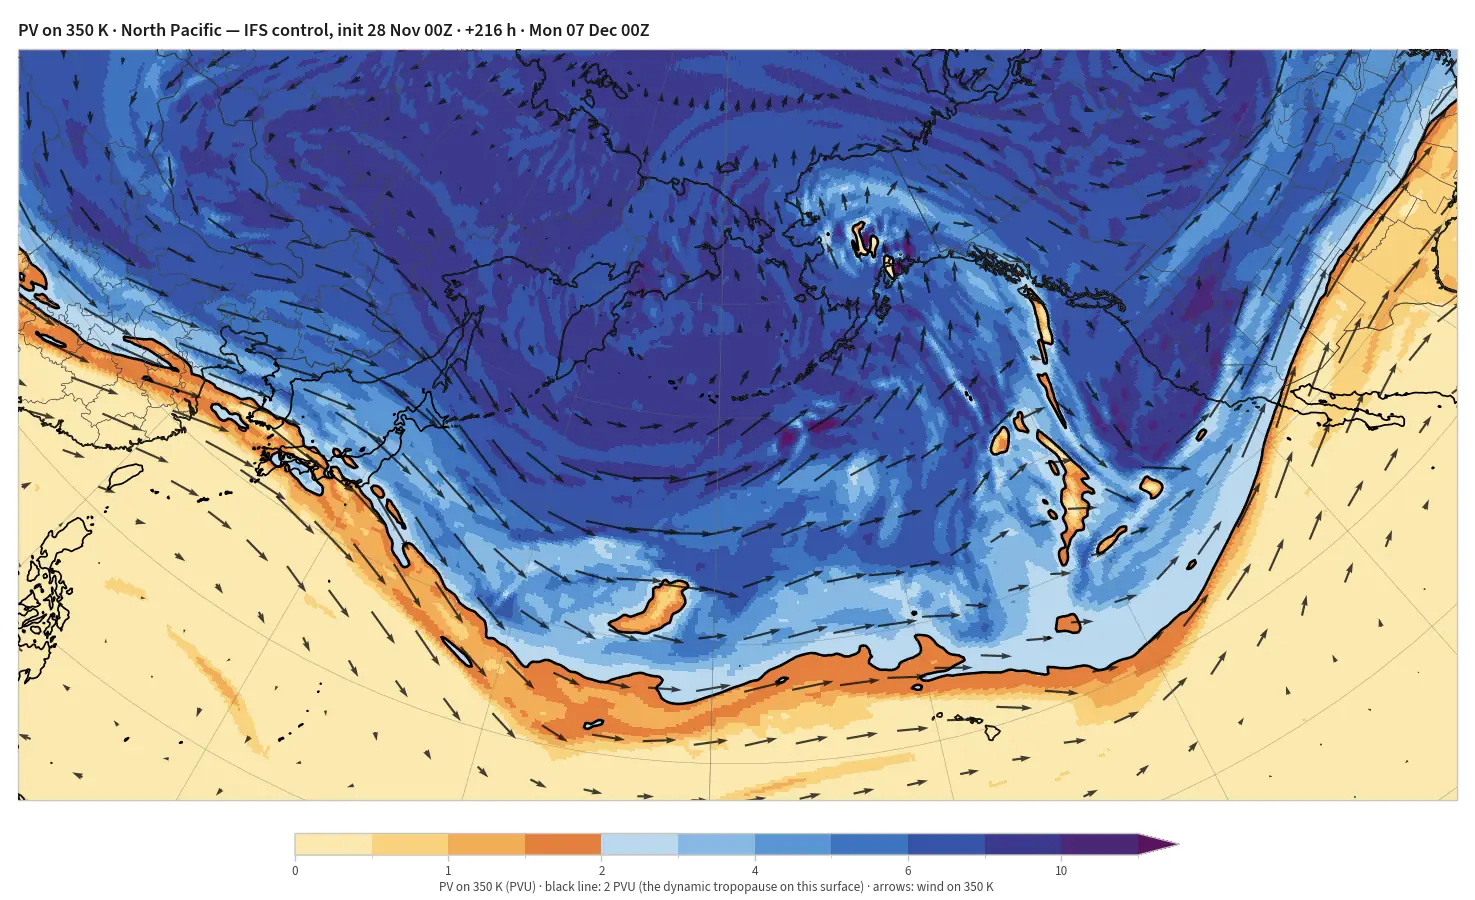 PV on 350 K · North Pacific — IFS control, init 28 Nov 00Z · +216 h · Mon 07 Dec 00Z
0 1 2 4 6 10
PV on 350 K (PVU) · black line: 2 PVU (the dynamic tropopause on this surface) · arrows: wind on 350 K